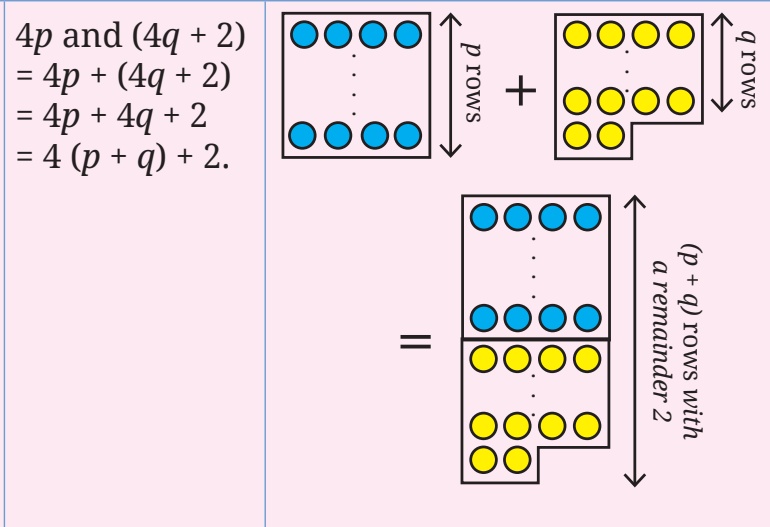 4p and (4q + 2)
= 4p + (4q + 2)
= 4p + 4q + 2
= 4 (p + q) + 2.
p rows
+
q rows
=
(p + q) rows with
a remainder 2